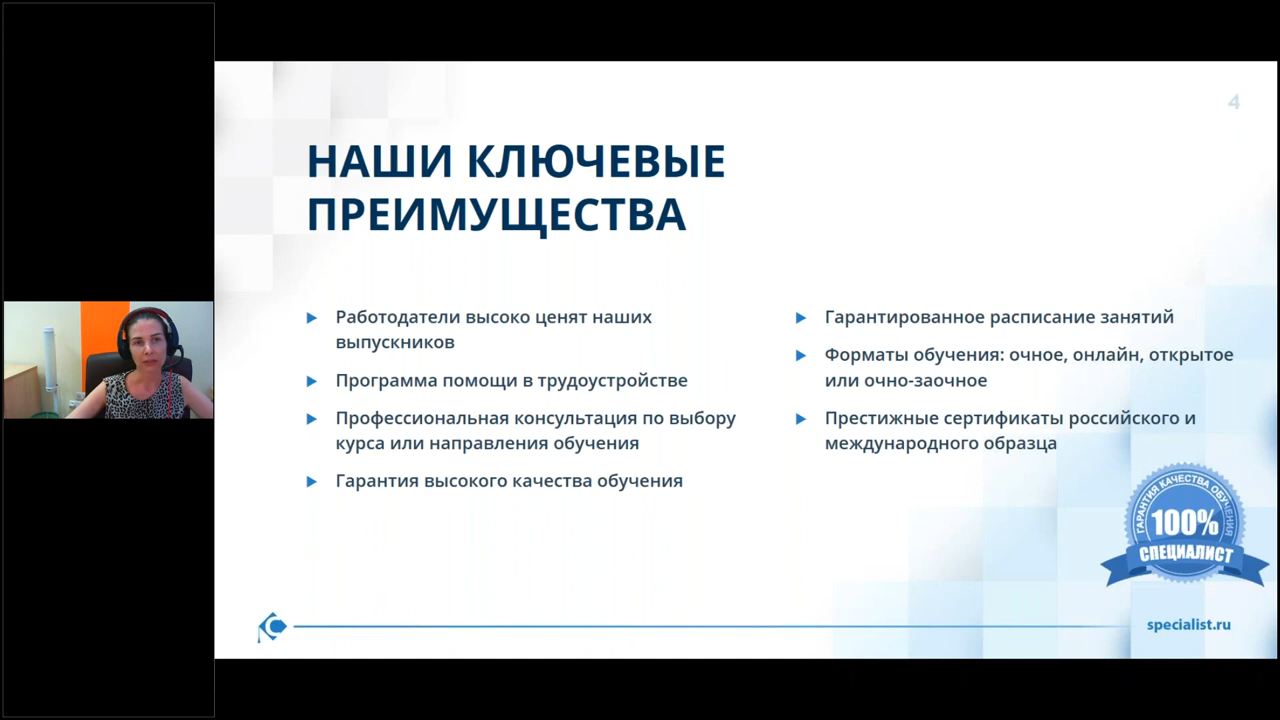 4
НАШИ КЛЮЧЕВЫЕ
ПРЕИМУЩЕСТВА
Работодатели высоко ценят наших
выпускников
Программа помощи в трудоустройстве
Профессиональная консультация по выбору
курса или направления обучения
Гарантия высокого качества обучения
Гарантированное расписание занятий
Форматы обучения: очное, онлайн, открытое
или очно-заочное
Престижные сертификаты российского и
международного образца
ГАРАНТИЯ КАЧЕСТВА ОБУЧЕНИЯ
100%
СПЕЦИАЛИСТ
specialist.ru